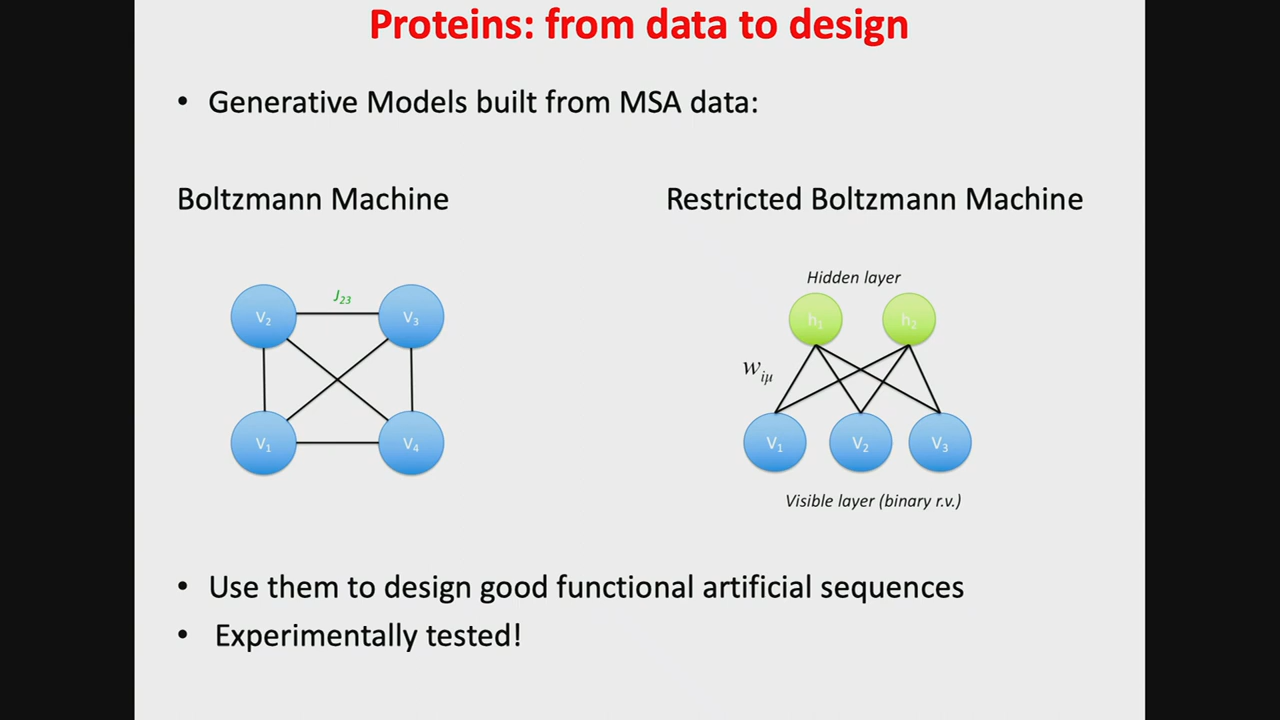 Proteins: from data to design
• Generative Models built from MSA data:
Boltzmann Machine
Restricted Boltzmann Machine
J23
V2
V3
V1
V4
Hidden layer
h1
h2
wiμ
V1
V2
V3
Visible layer (binary r.v.)
• Use them to design good functional artificial sequences
• Experimentally tested!